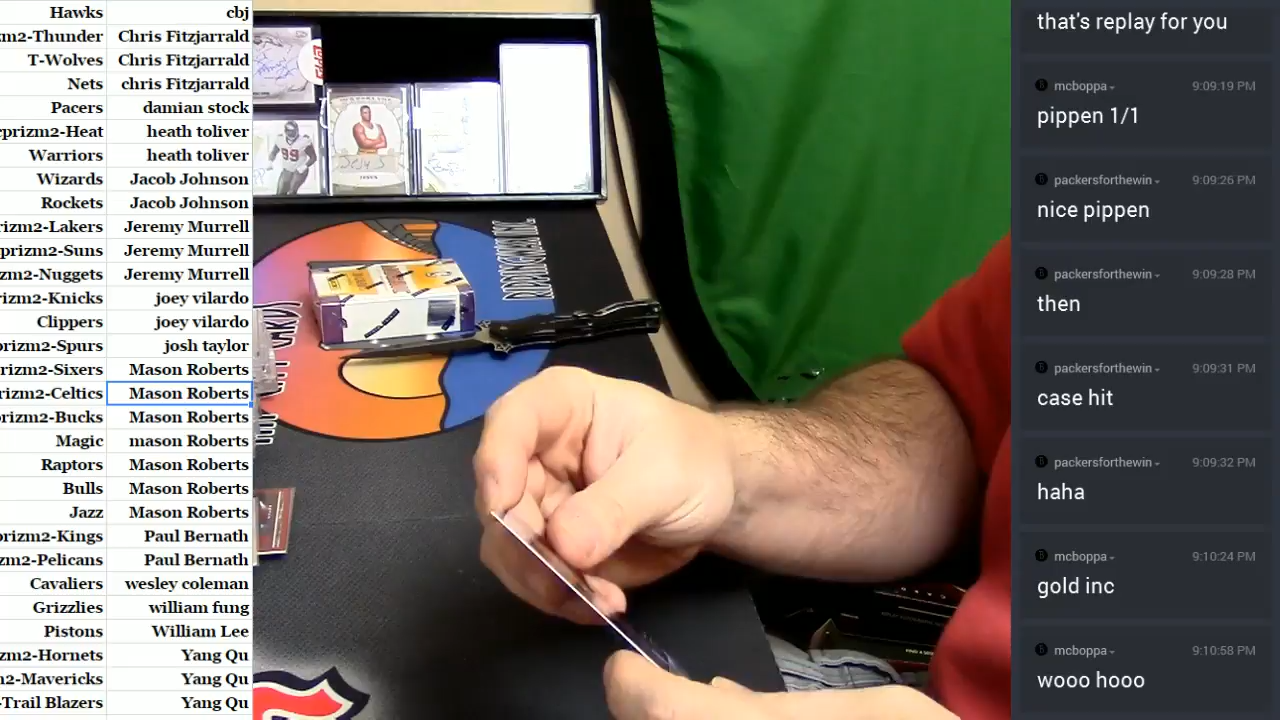 Hawks cbj
zm2-Thunder Chris Fitzjarrald
T-Wolves Chris Fitzjarrald
Nets chris Fitzjarrald
Pacers damian stock
cprizm2-Heat heath toliver
Warriors heath toliver
Wizards Jacob Johnson
Rockets Jacob Johnson
rizm2-Lakers Jeremy Murrell
prizm2-Suns Jeremy Murrell
zm2-Nuggets Jeremy Murrell
rizm2-Knicks joey vilardo
Clippers joey vilardo
prizm2-Spurs josh taylor
rizm2-Sixers Mason Roberts
rizm2-Celtics Mason Roberts
orizm2-Bucks Mason Roberts
Magic mason Roberts
Raptors Mason Roberts
Bulls Mason Roberts
Jazz Mason Roberts
prizm2-Kings Paul Bernath
zm2-Pelicans Paul Bernath
Cavaliers wesley coleman
Grizzlies william fung
Pistons William Lee
zm2-Hornets Yang Qu
n2-Mavericks Yang Qu
-Trail Blazers Yang Qu
99
that's replay for you
mcboppa 9:09:19 PM
pippen 1/1
packersforthewin 9:09:26 PM
nice pippen
packersforthewin 9:09:28 PM
then
packersforthewin 9:09:31 PM
case hit
packersforthewin 9:09:32 PM
haha
mcboppa 9:10:24 PM
gold inc
mcboppa 9:10:58 PM
wooo hooo